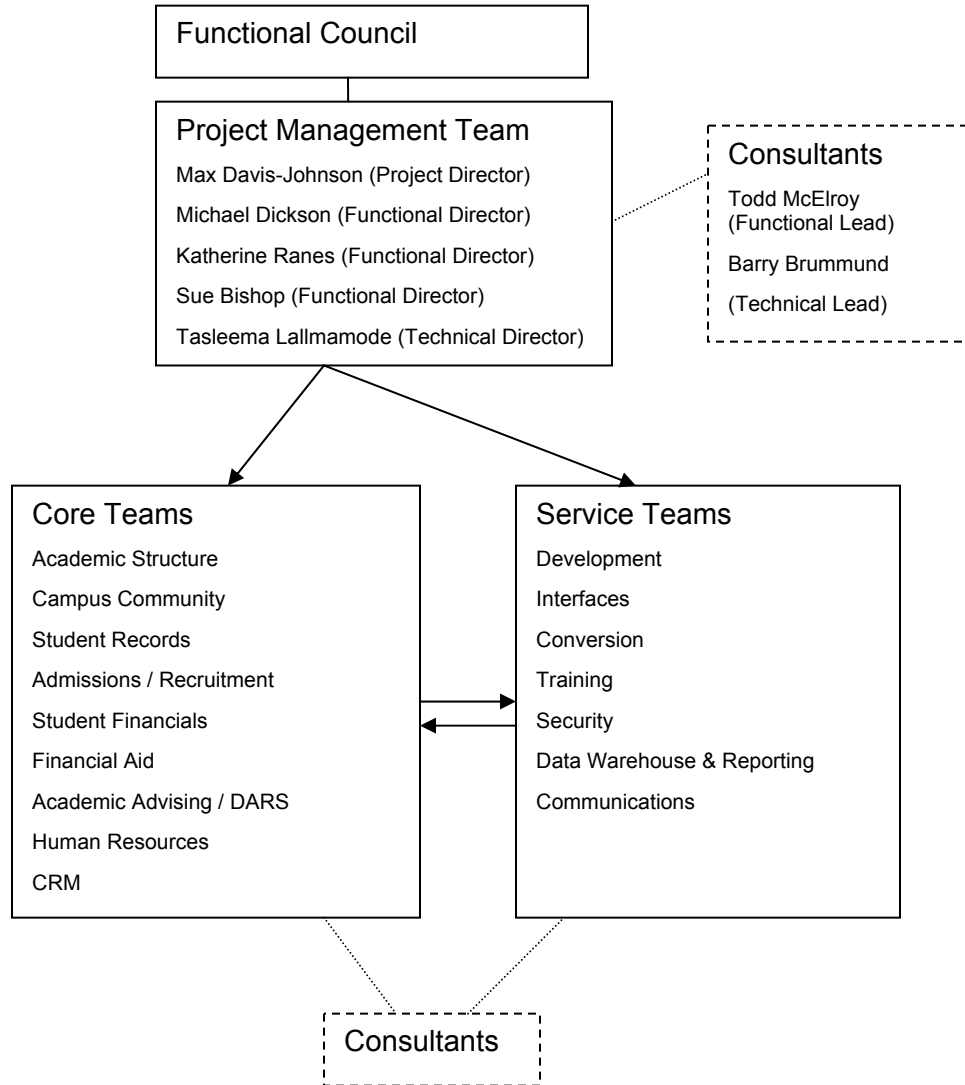 Functional Council
Project Management Team
Max Davis-Johnson (Project Director)
Michael Dickson (Functional Director)
Katherine Ranes (Functional Director)
Sue Bishop (Functional Director)
Tasleema Lallmamode (Technical Director)
Consultants
Todd McElroy
(Functional Lead)
Barry Brummund
(Technical Lead)
Core Teams
Academic Structure
Campus Community
Student Records
Admissions / Recruitment
Student Financials
Financial Aid
Academic Advising / DARS
Human Resources
CRM
Service Teams
Development
Interfaces
Conversion
Training
Security
Data Warehouse & Reporting
Communications
Consultants